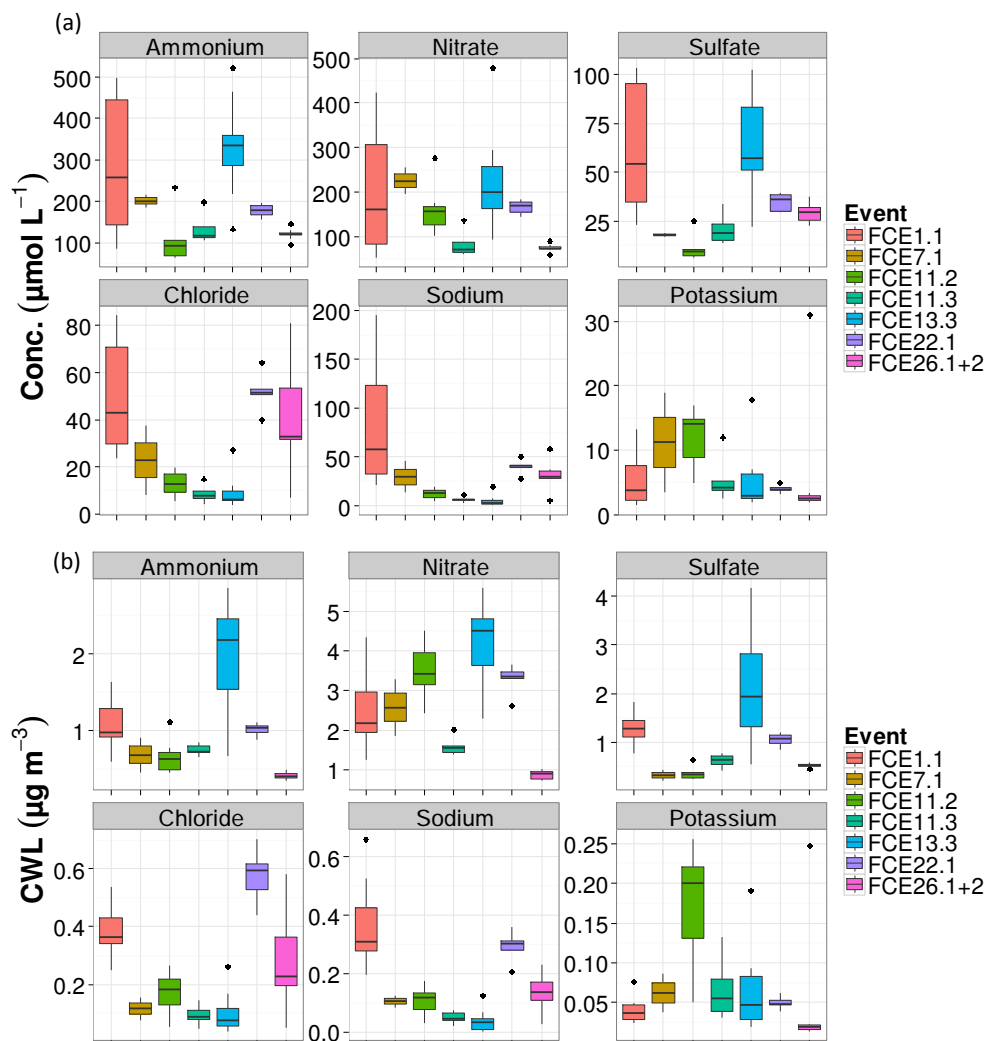 (a)
Ammonium Nitrate Sulfate
500 500 100
400 400 75
300 300 50
200 200 25
100 100
0
Conc. (µmol L⁻¹)
Chloride Sodium Potassium
80 200 30
60 150 20
40 100 10
20 50 0
0 0
Event
FCE1.1
FCE7.1
FCE11.2
FCE11.3
FCE13.3
FCE22.1
FCE26.1+2
(b)
Ammonium Nitrate Sulfate
2 5 4
1 4 3
3 2
2 1
1
CWL (µg m⁻³)
Chloride Sodium Potassium
0.6 0.6 0.25
0.4 0.4 0.20
0.2 0.2 0.15
0.0 0.10
0.05
Event
FCE1.1
FCE7.1
FCE11.2
FCE11.3
FCE13.3
FCE22.1
FCE26.1+2